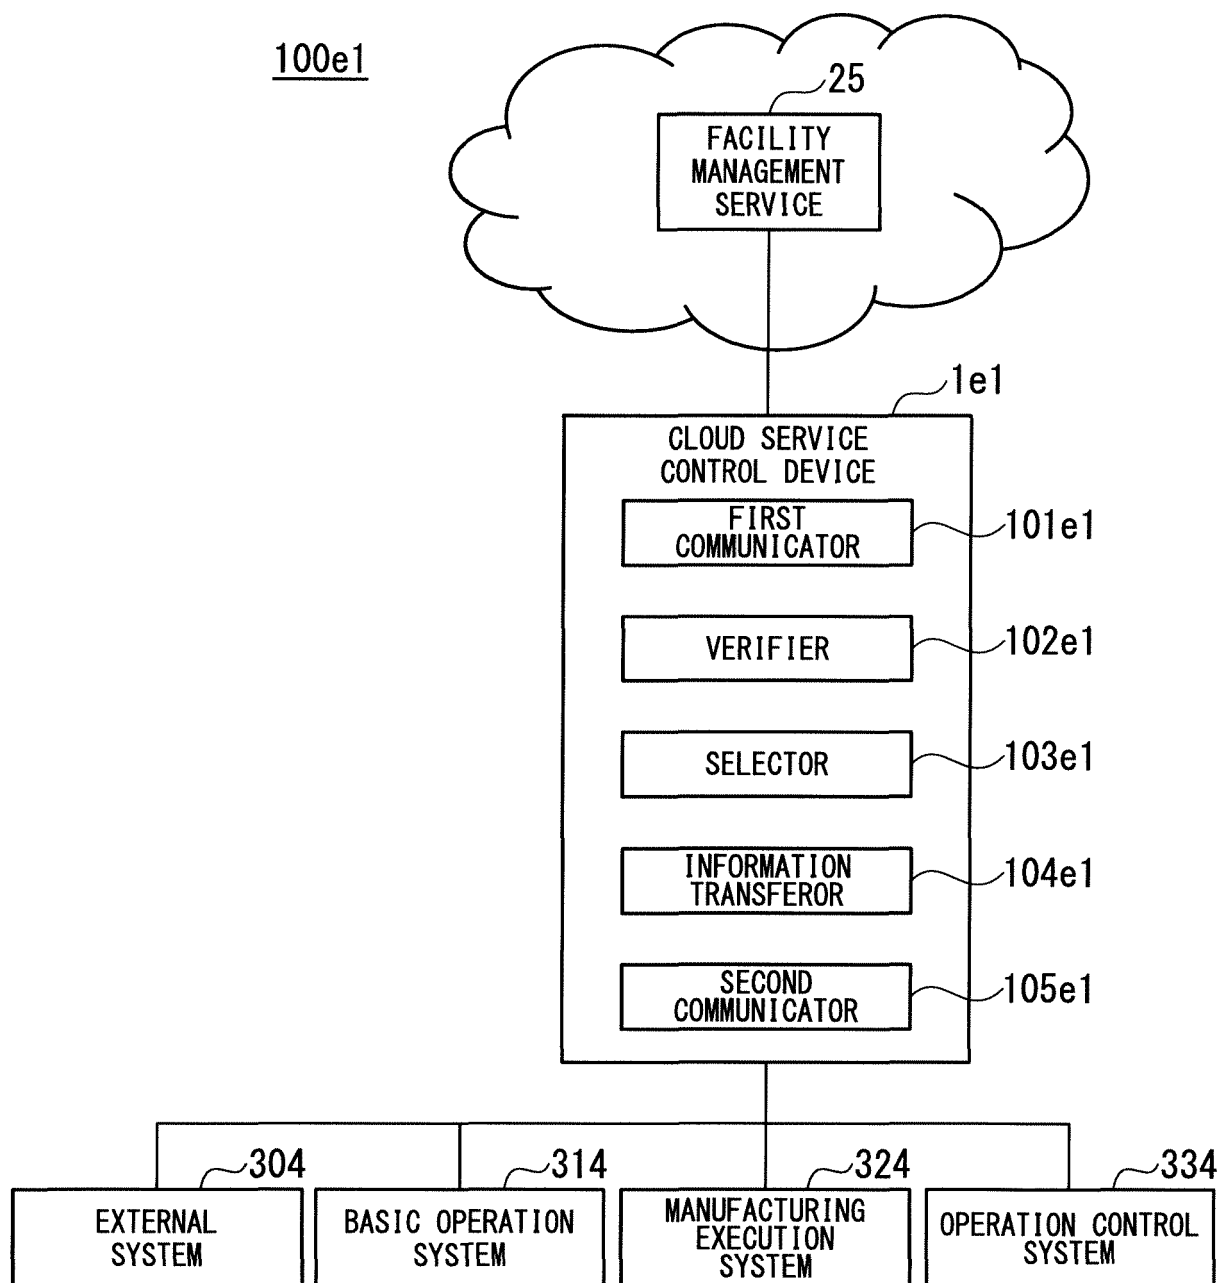 100e1
25
FACILITY
MANAGEMENT
SERVICE
1e1
CLOUD SERVICE
CONTROL DEVICE
FIRST
COMMUNICATOR
101e1
VERIFIER
102e1
SELECTOR
103e1
INFORMATION
TRANSFEROR
104e1
SECOND
COMMUNICATOR
105e1
304
EXTERNAL
SYSTEM
314
BASIC OPERATION
SYSTEM
324
MANUFACTURING
EXECUTION
SYSTEM
334
OPERATION CONTROL
SYSTEM